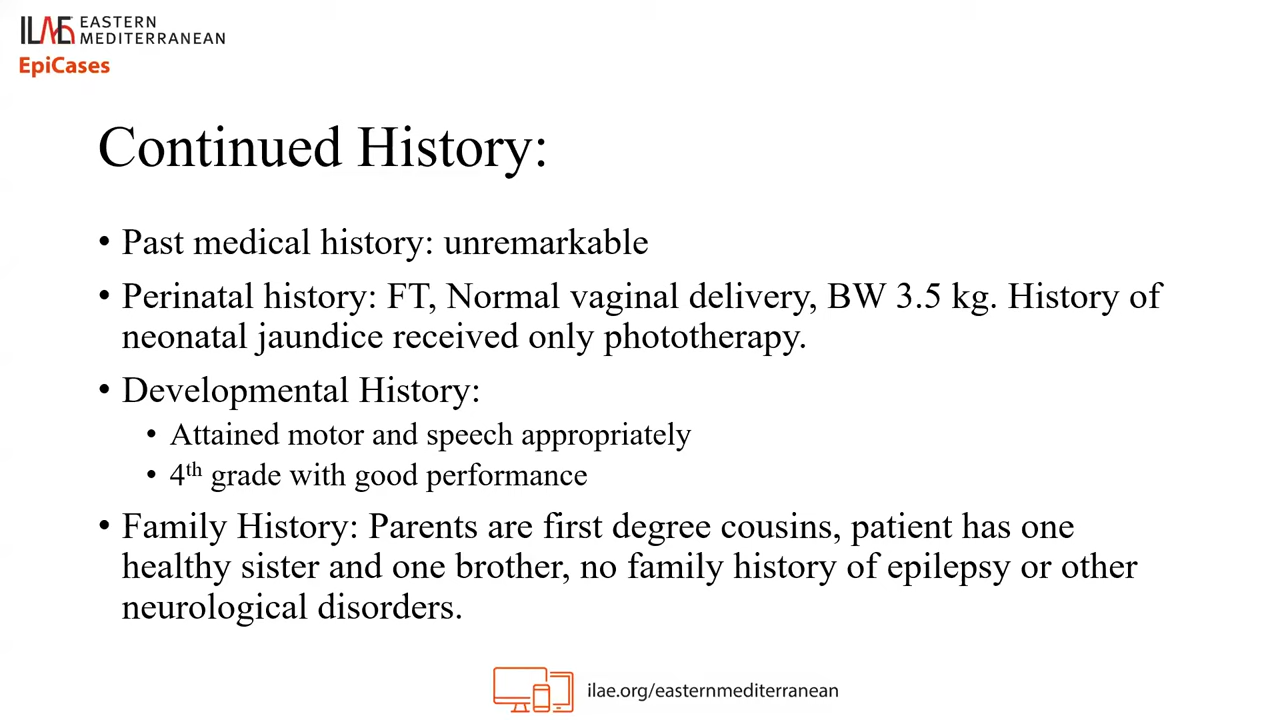 ILAE EASTERN
MEDITERRANEAN
EpiCases
Continued History:
• Past medical history: unremarkable
• Perinatal history: FT, Normal vaginal delivery, BW 3.5 kg. History of
neonatal jaundice received only phototherapy.
• Developmental History:
• Attained motor and speech appropriately
• 4th grade with good performance
• Family History: Parents are first degree cousins, patient has one
healthy sister and one brother, no family history of epilepsy or other
neurological disorders.
ilae.org/easternmediterranean